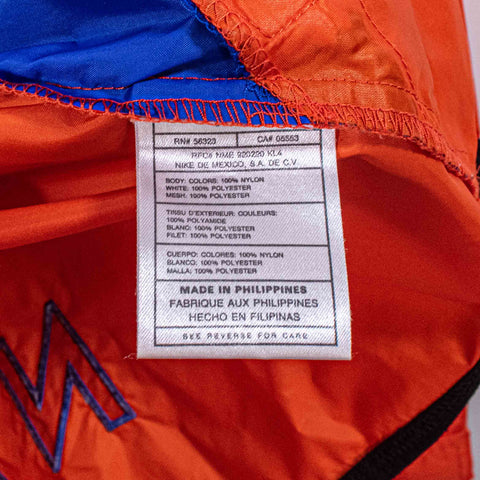 RN# 56323 CA# 05553
RFC# NME 920220 KL4
NIKE DE MEXICO, S.A. DE C.V.
BODY: COLORS: 100% NYLON
WHITE: 100% POLYESTER
MESH: 100% POLYESTER
TISSU D'EXTERIEUR: COULEURS:
100% POLYAMIDE
BLANC: 100% POLYESTER
FILET: 100% POLYESTER
CUERPO: COLORES: 100% NYLON
BLANCO: 100% POLYESTER
MALLA: 100% POLYESTER
MADE IN PHILIPPINES
FABRIQUE AUX PHILIPPINES
HECHO EN FILIPINAS
SEE REVERSE FOR CARE